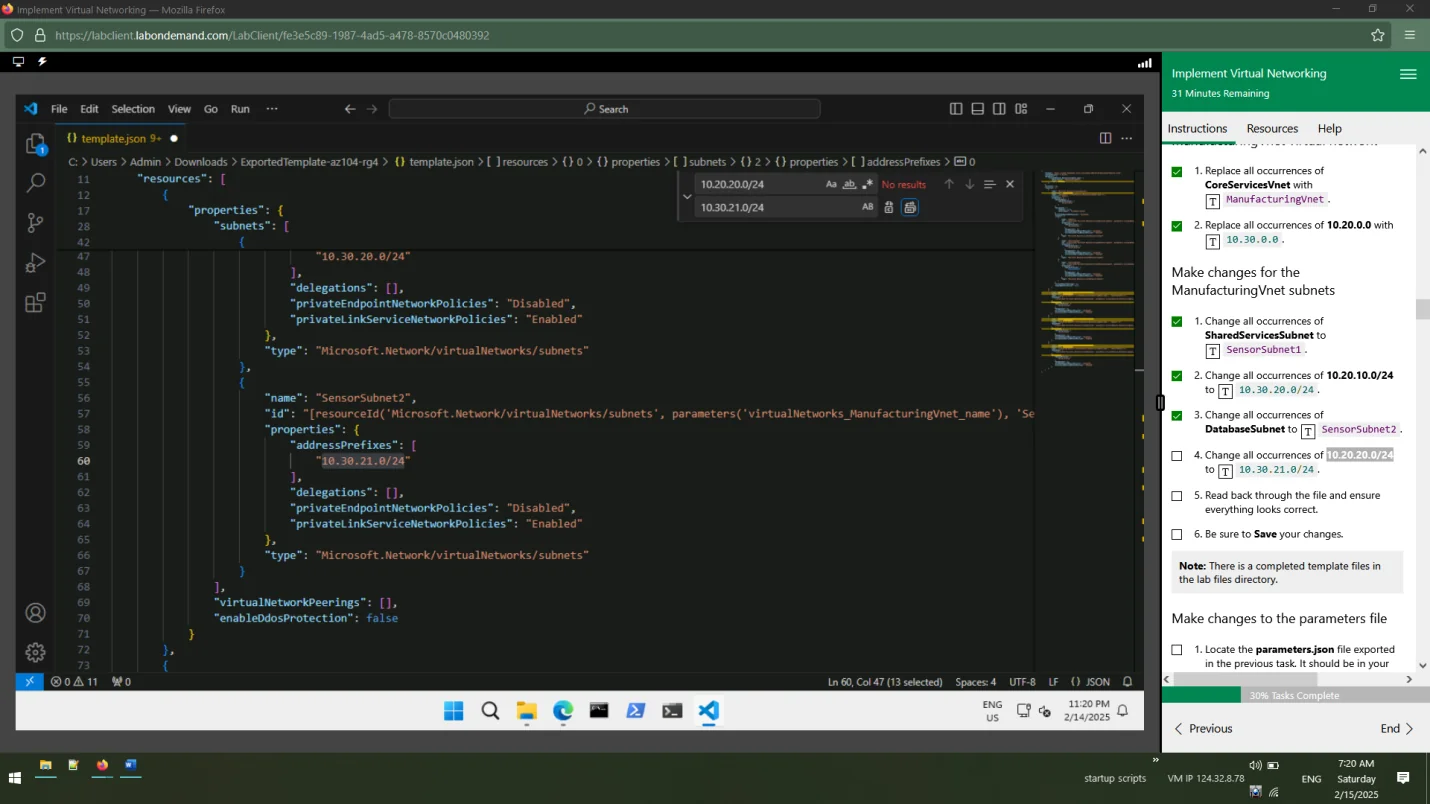 Implement Virtual Networking — Mozilla Firefox
https://labclient.labondemand.com/LabClient/fe3e5c89-1987-4ad5-a478-8570c0480392
File Edit Selection View Go Run ···
Search
{} template.json 9+
C: > Users > Admin > Downloads > ExportedTemplate-az104-rg4 > {} template.json > [ ] resources > {} 0 > {} properties > [ ] subnets > {} 2 > {} properties > [ ] addressPrefixes > 0
10.20.20.0/24 Aa ab .* No results
10.30.21.0/24 AB
11 "resources": [
12 {
17 "properties": {
28 "subnets": [
42 {
47 "10.30.20.0/24"
48 ],
49 "delegations": [],
50 "privateEndpointNetworkPolicies": "Disabled",
51 "privateLinkServiceNetworkPolicies": "Enabled"
52 },
53 "type": "Microsoft.Network/virtualNetworks/subnets"
54 },
55 {
56 "name": "SensorSubnet2",
57 "id": "[resourceId('Microsoft.Network/virtualNetworks/subnets', parameters('virtualNetworks_ManufacturingVnet_name'), 'Se
58 "properties": {
59 "addressPrefixes": [
60 "10.30.21.0/24"
61 ],
62 "delegations": [],
63 "privateEndpointNetworkPolicies": "Disabled",
64 "privateLinkServiceNetworkPolicies": "Enabled"
65 },
66 "type": "Microsoft.Network/virtualNetworks/subnets"
67 }
68 ],
69 "virtualNetworkPeerings": [],
70 "enableDdosProtection": false
71 }
72 },
73 {
1
0 11 0
Ln 60, Col 47 (13 selected) Spaces: 4 UTF-8 LF {} JSON
ENG
US
11:20 PM
2/14/2025
Implement Virtual Networking
31 Minutes Remaining
Instructions Resources Help
ManufacturingVnet virtual network
1. Replace all occurrences of
CoreServicesVnet with
T ManufacturingVnet .
2. Replace all occurrences of 10.20.0.0 with
T 10.30.0.0 .
Make changes for the
ManufacturingVnet subnets
1. Change all occurrences of
SharedServicesSubnet to
T SensorSubnet1 .
2. Change all occurrences of 10.20.10.0/24
to T 10.30.20.0/24 .
3. Change all occurrences of
DatabaseSubnet to T SensorSubnet2 .
4. Change all occurrences of 10.20.20.0/24
to T 10.30.21.0/24 .
5. Read back through the file and ensure
everything looks correct.
6. Be sure to Save your changes.
Note: There is a completed template files in
the lab files directory.
Make changes to the parameters file
1. Locate the parameters.json file exported
in the previous task. It should be in your
30% Tasks Complete
< Previous
End >
startup scripts
»
VM IP 124.32.8.78
ENG
7:20 AM
Saturday
2/15/2025